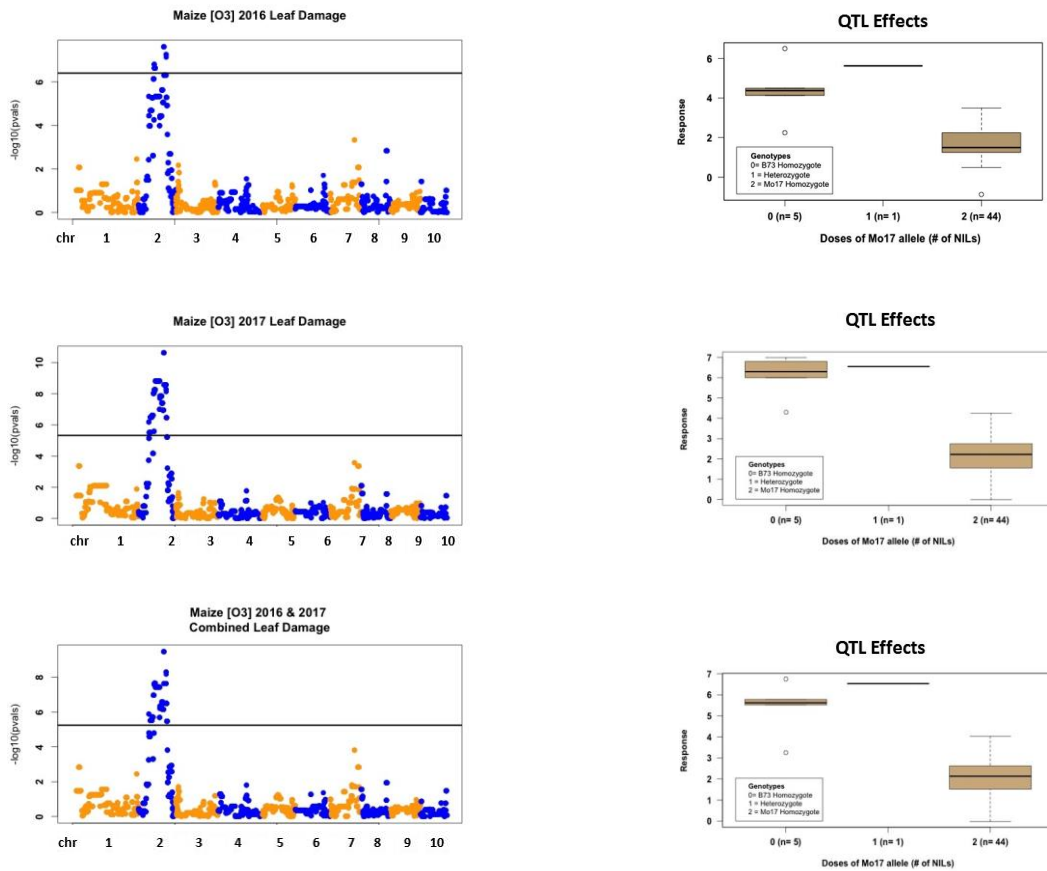 Maize [O3] 2016 Leaf Damage
-log10(pvals)
6
4
2
0
chr 1 2 3 4 5 6 7 8 9 10
QTL Effects
Response
6
4
2
0
Genotypes
0= B73 Homozygote
1 = Heterozygote
2 = Mo17 Homozygote
0 (n= 5) 1 (n= 1) 2 (n= 44)
Doses of Mo17 allele (# of NILs)
Maize [O3] 2017 Leaf Damage
-log10(pvals)
10
8
6
4
2
0
chr 1 2 3 4 5 6 7 8 9 10
QTL Effects
Response
7
6
5
4
3
2
1
0
Genotypes
0= B73 Homozygote
1 = Heterozygote
2 = Mo17 Homozygote
0 (n= 5) 1 (n= 1) 2 (n= 44)
Doses of Mo17 allele (# of NILs)
Maize [O3] 2016 & 2017
Combined Leaf Damage
-log10(pvals)
8
6
4
2
0
chr 1 2 3 4 5 6 7 8 9 10
QTL Effects
Response
7
6
5
4
3
2
1
0
Genotypes
0= B73 Homozygote
1 = Heterozygote
2 = Mo17 Homozygote
0 (n= 5) 1 (n= 1) 2 (n= 44)
Doses of Mo17 allele (# of NILs)